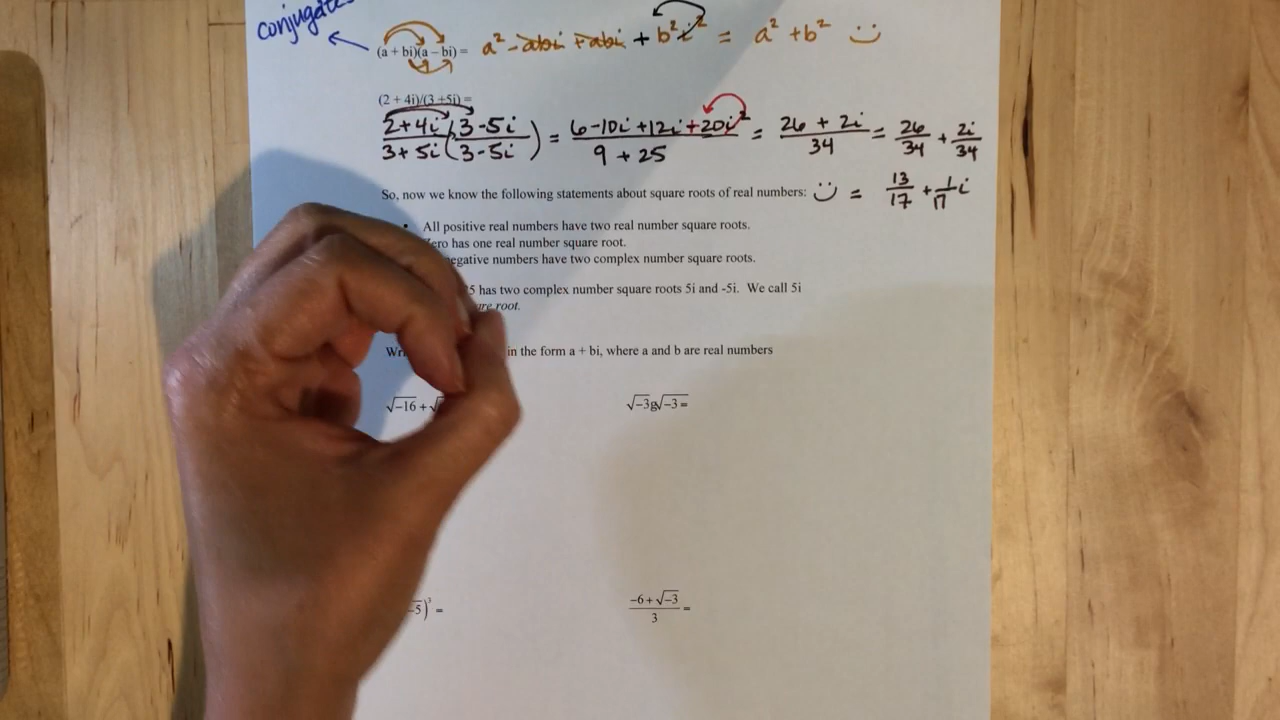 conjugates
(a + bi)(a – bi) = a² - abi + abi + b²i² = a² + b²
(2 + 4i)/(3 +5i) =
2+4i/3+5i (3-5i/3-5i) = 6-10i+12i+20i²/9+25 = 26+2i/34 = 26/34 + 2i/34
So, now we know the following statements about square roots of real numbers: = 13/17 + 1/17 i
• All positive real numbers have two real number square roots.
ero has one real number square root.
egative numbers have two complex number square roots.
5 has two complex number square roots 5i and -5i. We call 5i
root.
in the form a + bi, where a and b are real numbers
√-16 + √
√-3g√-3 =
-5)³ =
-6+√-3/3 =